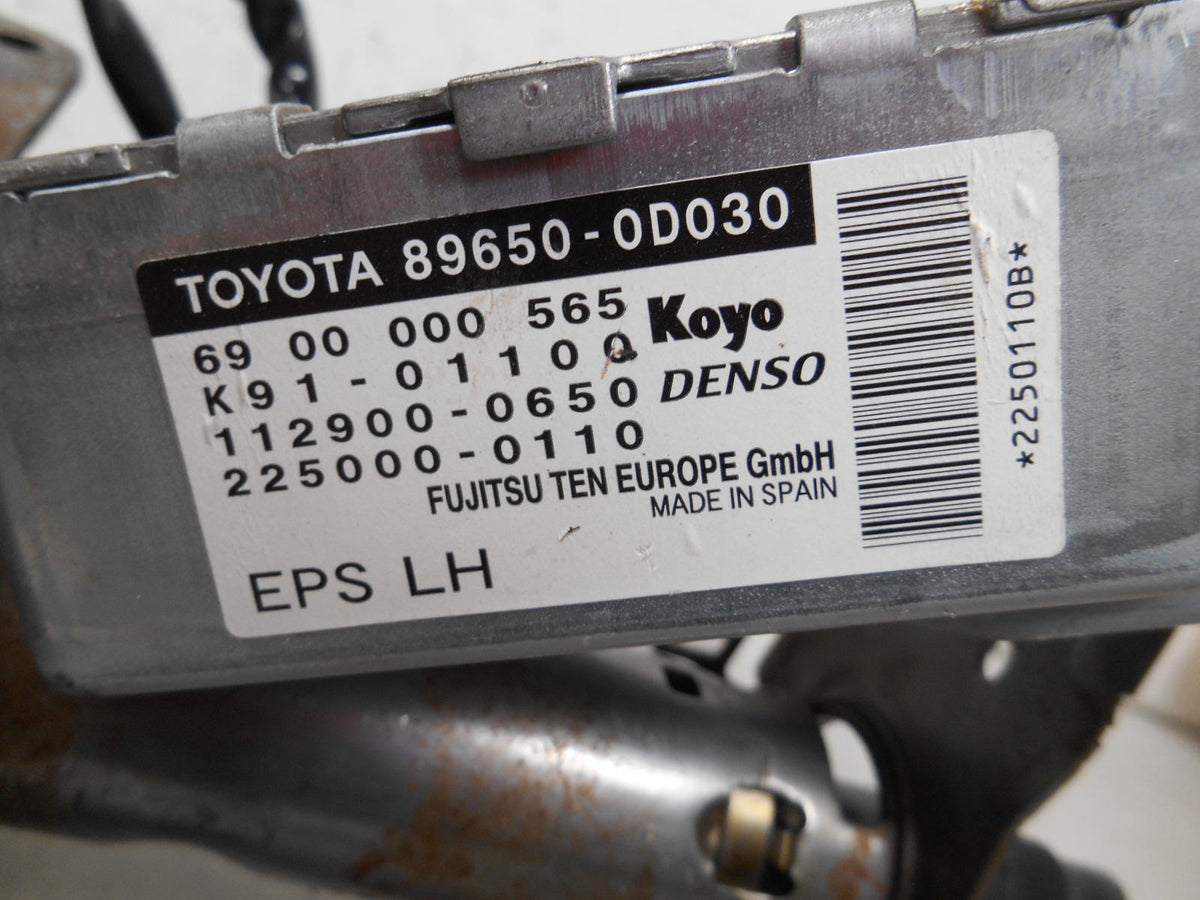 TOYOTA 89650-0D030
69 00 000 565
K91-01100 Koyo
112900-0650 DENSO
225000-0110
FUJITSU TEN EUROPE GmbH
MADE IN SPAIN
EPS LH
*22501110B*